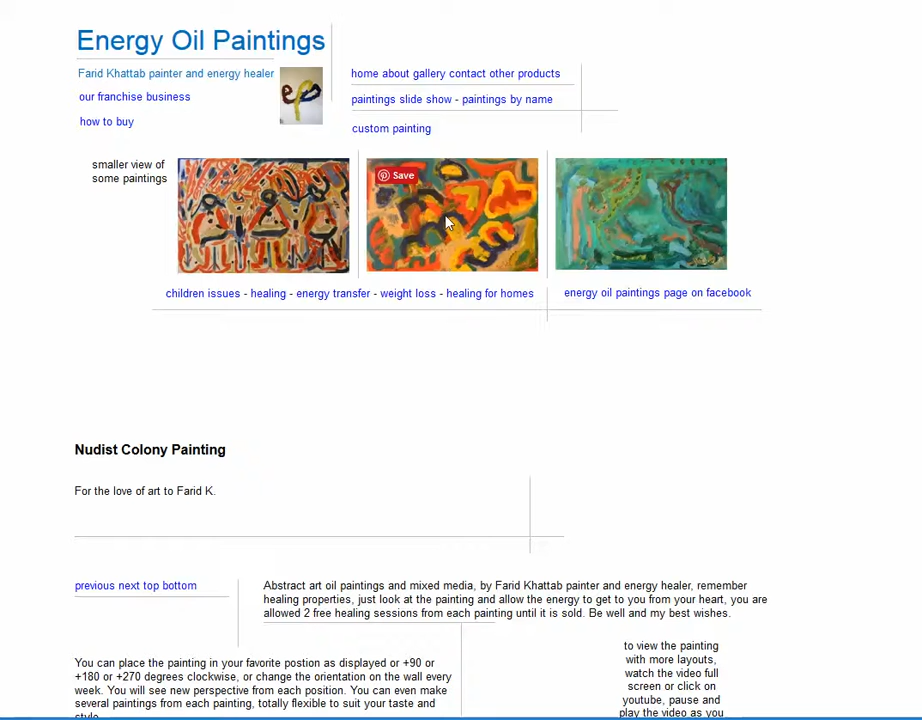 Energy Oil Paintings
Farid Khattab painter and energy healer
our franchise business
how to buy
home about gallery contact other products
paintings slide show - paintings by name
custom painting
smaller view of
some paintings
Save
children issues - healing - energy transfer - weight loss - healing for homes
energy oil paintings page on facebook
Nudist Colony Painting
For the love of art to Farid K.
previous next top bottom
Abstract art oil paintings and mixed media, by Farid Khattab painter and energy healer, remember
healing properties, just look at the painting and allow the energy to get to you from your heart, you are
allowed 2 free healing sessions from each painting until it is sold. Be well and my best wishes.
to view the painting
with more layouts,
watch the video full
screen or click on
youtube, pause and
play the video as you
You can place the painting in your favorite postion as displayed or +90 or
+180 or +270 degrees clockwise, or change the orientation on the wall every
week. You will see new perspective from each position. You can even make
several paintings from each painting, totally flexible to suit your taste and
style